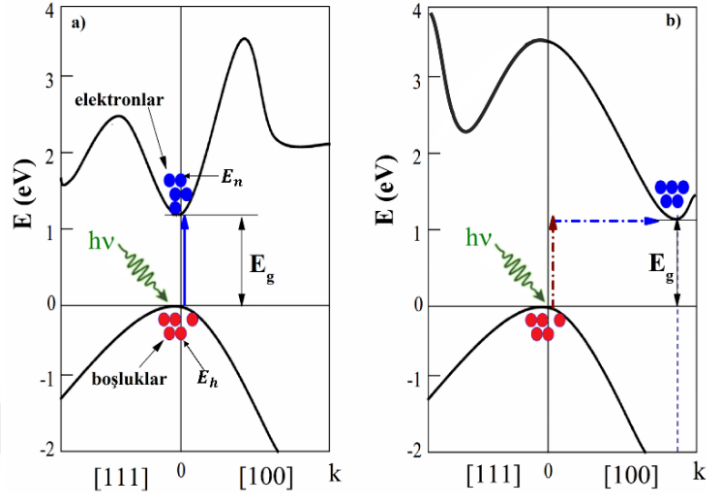 a)
E (eV)
4
3
2
1
0
-1
-2
elektronlar
E_n
hν
E_g
boşluklar
E_h
[111]
0
[100]
k
b)
E (eV)
4
3
2
1
0
-1
-2
hν
E_g
[111]
0
[100]
k